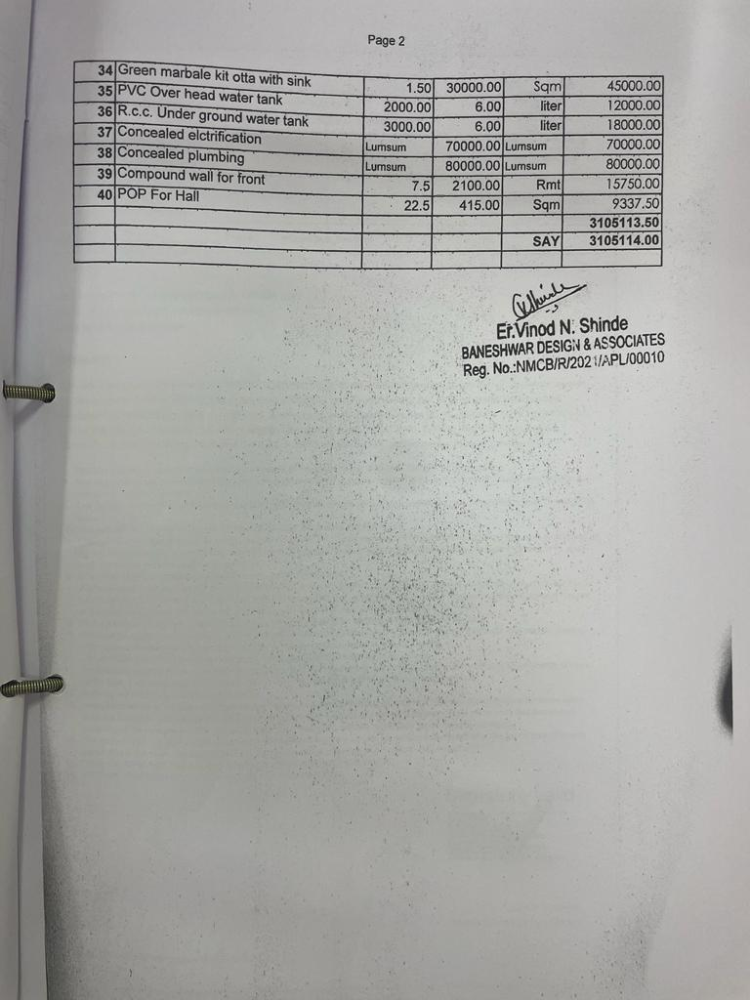 Page 2
34 Green marbale kit otta with sink 1.50 30000.00 Sqm 45000.00
35 PVC Over head water tank 2000.00 6.00 liter 12000.00
36 R.c.c. Under ground water tank 3000.00 6.00 liter 18000.00
37 Concealed elctrification Lumsum 70000.00 Lumsum 70000.00
38 Concealed plumbing Lumsum 80000.00 Lumsum 80000.00
39 Compound wall for front 7.5 2100.00 Rmt 15750.00
40 POP For Hall 22.5 415.00 Sqm 9337.50
3105113.50
SAY 3105114.00
Er.Vinod N. Shinde
BANESHWAR DESIGN & ASSOCIATES
Reg. No.:NMCB/R/2021/APL/00010